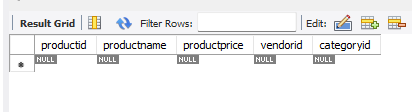 Result Grid Filter Rows: Edit:
productid productname productprice vendorid categoryid
NULL NULL NULL NULL NULL